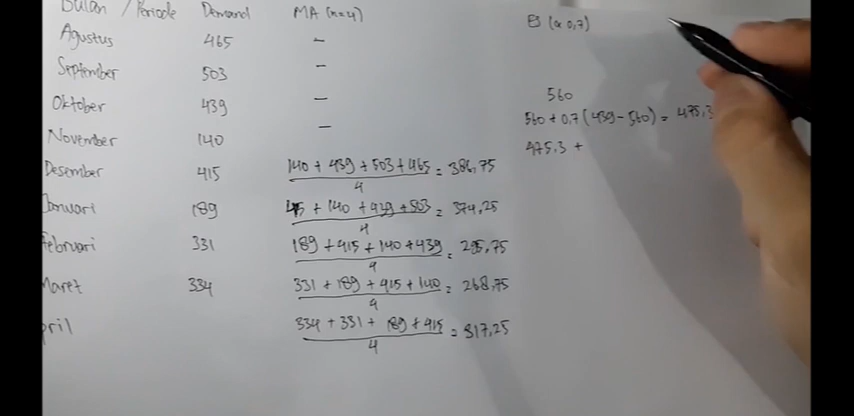 Bulan / Periode Demand MA (n=4) ES (α 0,7)
Agustus 465 -
September 503 -
Oktober 439 - 560
November 140 - 560 + 0,7 (439 - 560) = 475,3
Desember 415 140 + 439 + 503 + 465 / 4 = 386,75 475,3 +
Januari 189 + 140 + 439 + 503 / 4 = 374,25
Februari 331 189 + 415 + 140 + 439 / 4 = 295,75
Maret 334 331 + 189 + 415 + 140 / 4 = 268,75
pril 334 + 331 + 189 + 415 / 4 = 317,25